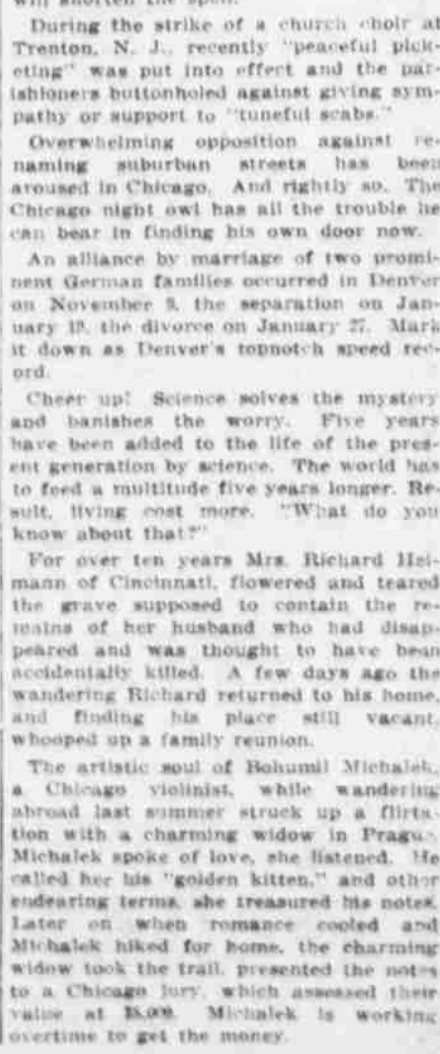 During the strike of a church choir at
Trenton, N. J., recently "peaceful pick-
eting" was put into effect and the par-
ishioners buttonholed against giving sym-
pathy or support to "tuneful scabs."
Overwhelming opposition against re-
naming suburban streets has been
aroused in Chicago. And rightly so. The
Chicago night owl has all the trouble he
can bear in finding his own door now.
An alliance by marriage of two promi-
nent German families occurred in Denver
on November 9, the separation on Jan-
uary 19, the divorce on January 27. Mark
it down as Denver's topnotch speed rec-
ord.
Cheer up! Science solves the mystery
and banishes the worry. Five years
have been added to the life of the pres-
ent generation by science. The world has
to feed a multitude five years longer. Re-
sult, living cost more. "What do you
know about that?"
For over ten years Mrs. Richard Hei-
mann of Cincinnati, flowered and teared
the grave supposed to contain the re-
mains of her husband who had disap-
peared and was thought to have been
accidentally killed. A few days ago the
wandering Richard returned to his home,
and finding his place still vacant,
whooped up a family reunion.
The artistic soul of Bohumil Michalek,
a Chicago violinist, while wandering
abroad last summer struck up a flirta-
tion with a charming widow in Prague.
Michalek spoke of love, she listened. He
called her his "golden kitten," and other
endearing terms, she treasured his notes.
Later on when romance cooled and
Michalek hiked for home, the charming
widow took the trail, presented the notes
to a Chicago jury, which assessed their
value at Michalek is working
overtime to get the money.